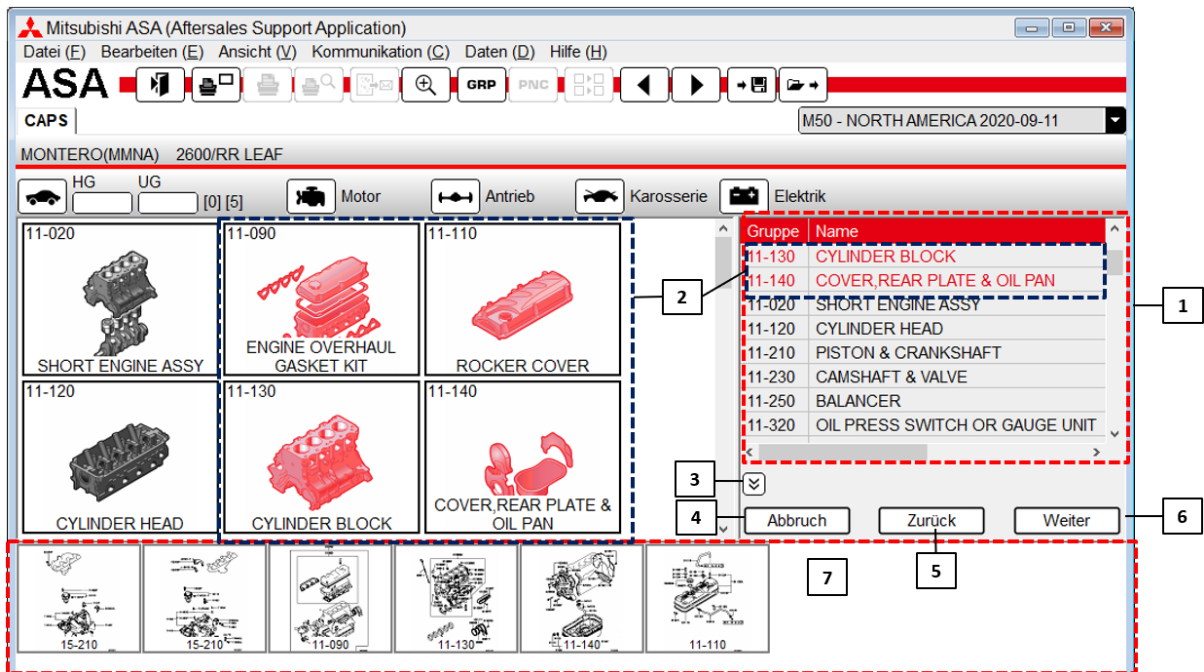 Mitsubishi ASA (Aftersales Support Application)
Datei (F) Bearbeiten (E) Ansicht (V) Kommunikation (C) Daten (D) Hilfe (H)
ASA GRP PNC
CAPS
M50 - NORTH AMERICA 2020-09-11
MONTERO(MMNA) 2600/RR LEAF
HG UG [0] [5] Motor Antrieb Karosserie Elektrik
11-020 11-090 11-110
SHORT ENGINE ASSY
ENGINE OVERHAUL
GASKET KIT
ROCKER COVER
11-120 11-130 11-140
CYLINDER HEAD
CYLINDER BLOCK
COVER,REAR PLATE &
OIL PAN
2
Gruppe Name
11-130 CYLINDER BLOCK
11-140 COVER,REAR PLATE & OIL PAN
11-020 SHORT ENGINE ASSY
11-120 CYLINDER HEAD
11-210 PISTON & CRANKSHAFT
11-230 CAMSHAFT & VALVE
11-250 BALANCER
11-320 OIL PRESS SWITCH OR GAUGE UNIT
1
3
4 Abbruch Zurück Weiter 6
5
7
15-210 15-210 11-090 11-130 11-140 11-110